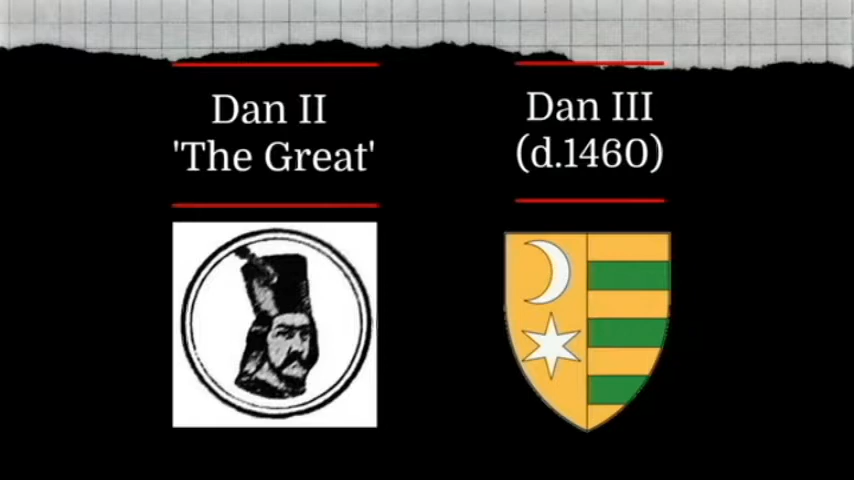 Dan II
'The Great'
Dan III
(d.1460)